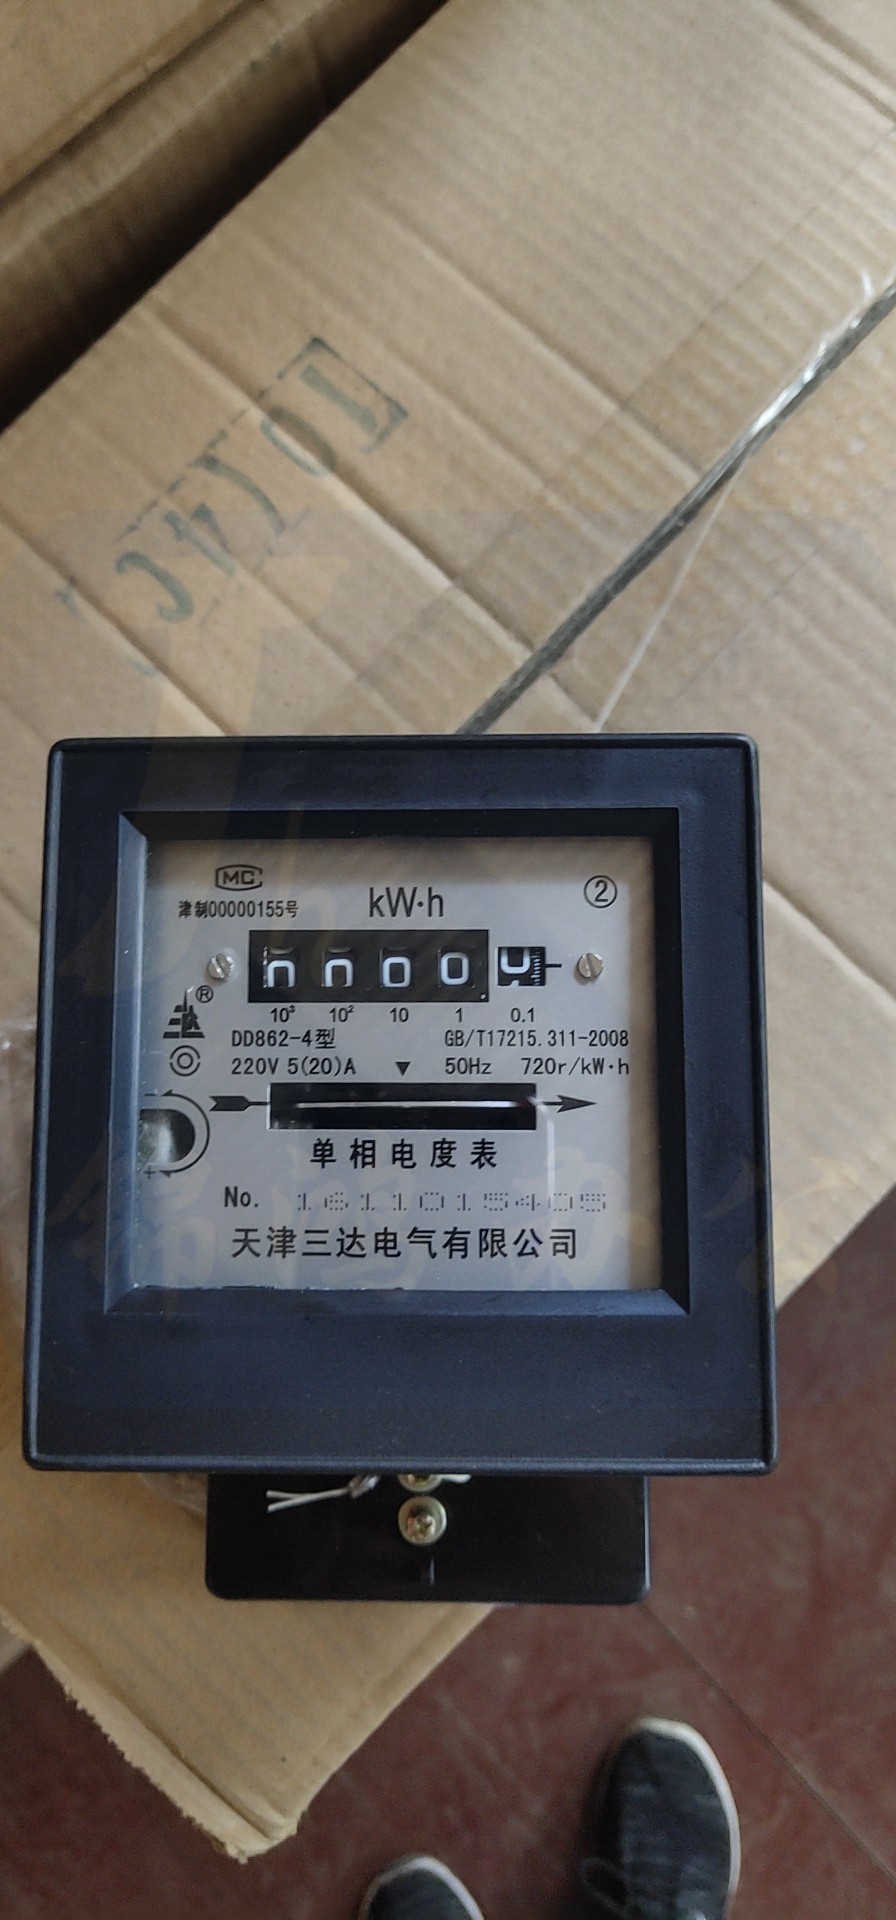 MC
②
津制00000155号
kW·h
0000
10³ 10² 10 1 0.1
DD862-4型
GB/T17215.311-2008
220V 5(20)A
50Hz 720r/kW·h
单相电度表
No. 1611015405
天津三达电气有限公司